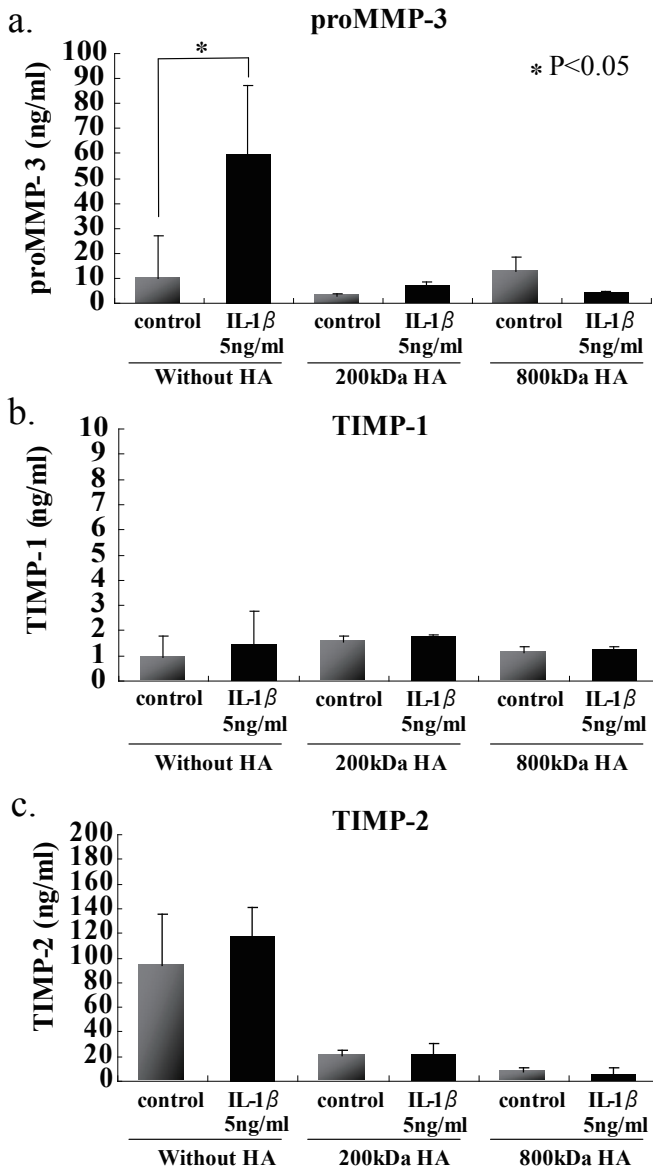 a.
proMMP-3
* P<0.05
*
proMMP-3 (ng/ml)
100
90
80
70
60
50
40
30
20
10
0
control IL-1β control IL-1β control IL-1β
5ng/ml 5ng/ml 5ng/ml
Without HA 200kDa HA 800kDa HA
b.
TIMP-1
TIMP-1 (ng/ml)
10
9
8
7
6
5
4
3
2
1
0
control IL-1β control IL-1β control IL-1β
5ng/ml 5ng/ml 5ng/ml
Without HA 200kDa HA 800kDa HA
c.
TIMP-2
TIMP-2 (ng/ml)
200
180
160
140
120
100
80
60
40
20
0
control IL-1β control IL-1β control IL-1β
5ng/ml 5ng/ml 5ng/ml
Without HA 200kDa HA 800kDa HA